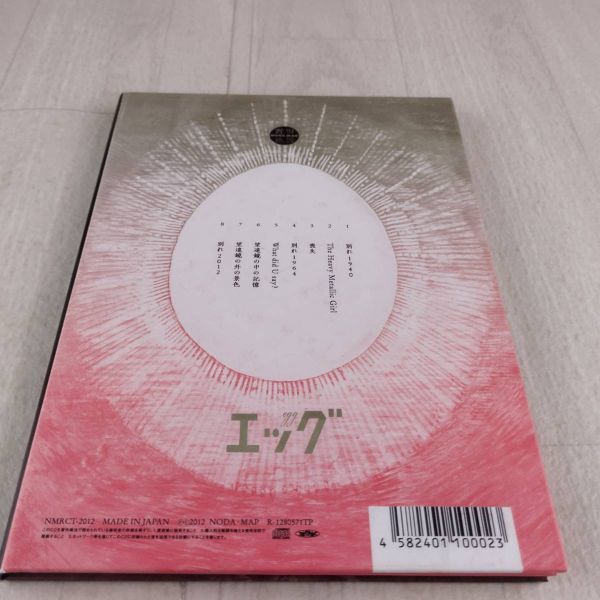 1 別れ1940
2 The Heavy Metallic Girl
3 喪失
4 別れ1964
5 What did U say?
6 望遠鏡の中の記憶
7 望遠鏡の外の景色
8 別れ2012
エッグ
egg
NMRCT-2012 MADE IN JAPAN Ⓟ©2012 NODA・MAP R-1280571TP
4 582401 100023